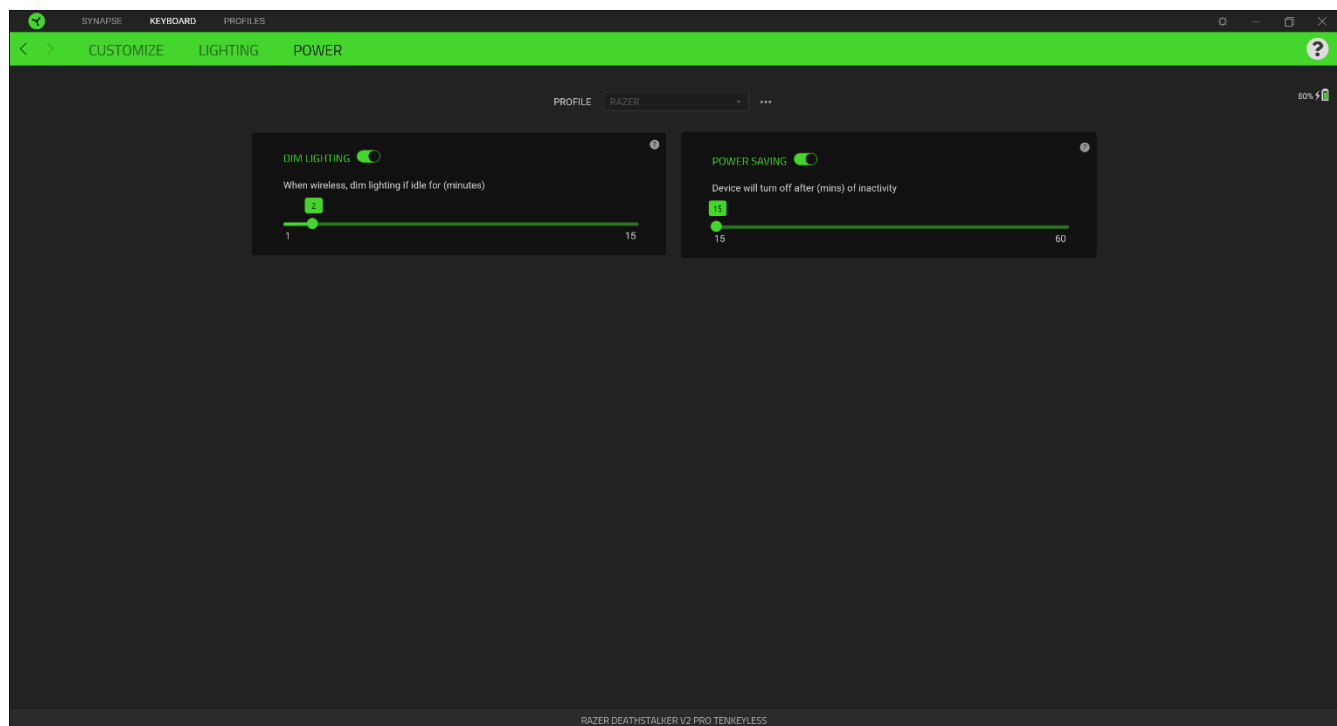 SYNAPSE KEYBOARD PROFILES
CUSTOMIZE LIGHTING POWER ?
PROFILE RAZER
80%
DIM LIGHTING ?
When wireless, dim lighting if idle for (minutes)
2
1 15
POWER SAVING ?
Device will turn off after (mins) of inactivity
15
15 60
RAZER DEATHSTALKER V2 PRO TENKEYLESS